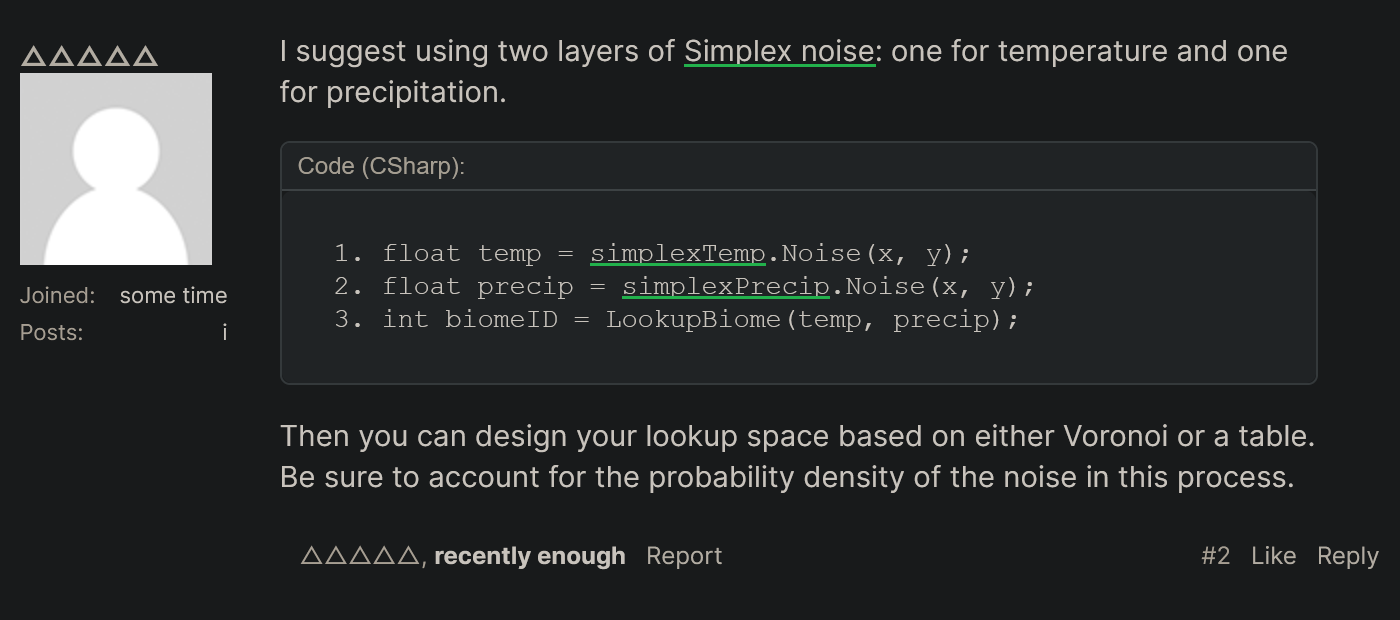 △△△△△
I suggest using two layers of Simplex noise: one for temperature and one
for precipitation.
Code (CSharp):
1. float temp = simplexTemp.Noise(x, y);
2. float precip = simplexPrecip.Noise(x, y);
3. int biomeID = LookupBiome(temp, precip);
Joined: some time
Posts: i
Then you can design your lookup space based on either Voronoi or a table.
Be sure to account for the probability density of the noise in this process.
△△△△△, recently enough Report #2 Like Reply